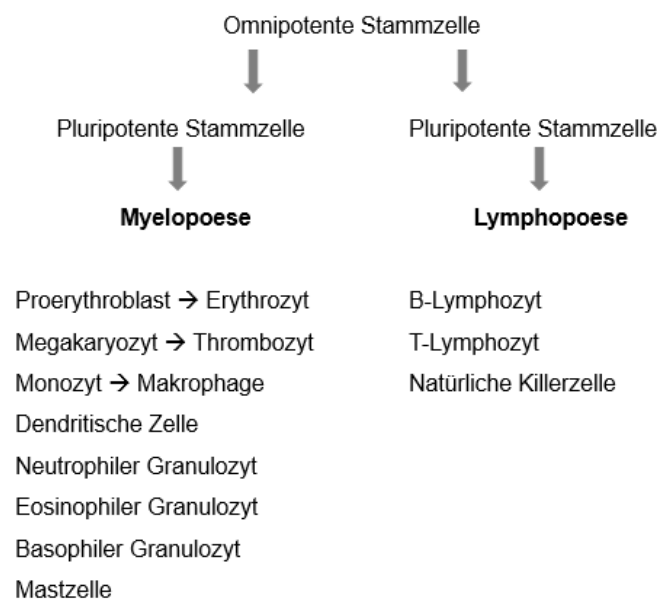 Omnipotente Stammzelle
Pluripotente Stammzelle
Pluripotente Stammzelle
Myelopoese
Lymphopoese
Proerythroblast → Erythrozyt
Megakaryozyt → Thrombozyt
Monozyt → Makrophage
Dendritische Zelle
Neutrophiler Granulozyt
Eosinophiler Granulozyt
Basophiler Granulozyt
Mastzelle
B-Lymphozyt
T-Lymphozyt
Natürliche Killerzelle